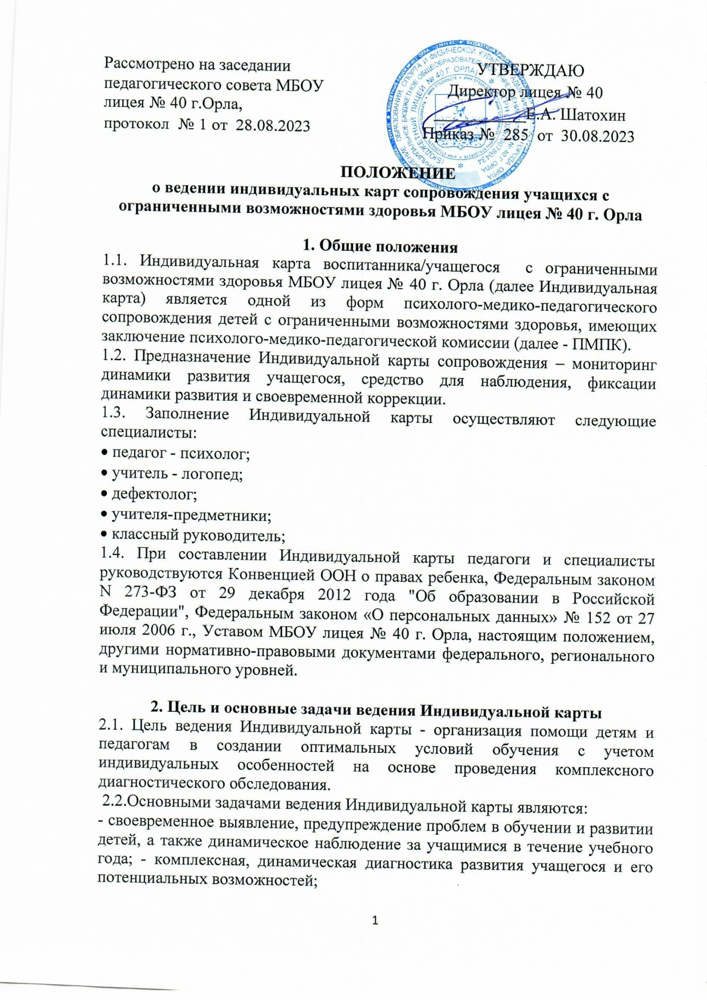 Рассмотрено на заседании
педагогического совета МБОУ
лицея № 40 г.Орла,
протокол № 1 от 28.08.2023
УТВЕРЖДАЮ
Директор лицея № 40
___________Е.А. Шатохин
Приказ № 285 от 30.08.2023
ПОЛОЖЕНИЕ
о ведении индивидуальных карт сопровождения учащихся с
ограниченными возможностями здоровья МБОУ лицея № 40 г. Орла
1. Общие положения
1.1. Индивидуальная карта воспитанника/учащегося с ограниченными
возможностями здоровья МБОУ лицея № 40 г. Орла (далее Индивидуальная
карта) является одной из форм психолого-медико-педагогического
сопровождения детей с ограниченными возможностями здоровья, имеющих
заключение психолого-медико-педагогической комиссии (далее - ПМПК).
1.2. Предназначение Индивидуальной карты сопровождения – мониторинг
динамики развития учащегося, средство для наблюдения, фиксации
динамики развития и своевременной коррекции.
1.3. Заполнение Индивидуальной карты осуществляют следующие
специалисты:
• педагог - психолог;
• учитель - логопед;
• дефектолог;
• учителя-предметники;
• классный руководитель;
1.4. При составлении Индивидуальной карты педагоги и специалисты
руководствуются Конвенцией ООН о правах ребенка, Федеральным законом
N 273-ФЗ от 29 декабря 2012 года "Об образовании в Российской
Федерации", Федеральным законом «О персональных данных» № 152 от 27
июля 2006 г., Уставом МБОУ лицея № 40 г. Орла, настоящим положением,
другими нормативно-правовыми документами федерального, регионального
и муниципального уровней.
2. Цель и основные задачи ведения Индивидуальной карты
2.1. Цель ведения Индивидуальной карты - организация помощи детям и
педагогам в создании оптимальных условий обучения с учетом
индивидуальных особенностей на основе проведения комплексного
диагностического обследования.
2.2.Основными задачами ведения Индивидуальной карты являются:
- своевременное выявление, предупреждение проблем в обучении и развитии
детей, а также динамическое наблюдение за учащимися в течение учебного
года; - комплексная, динамическая диагностика развития учащегося и его
потенциальных возможностей;
1